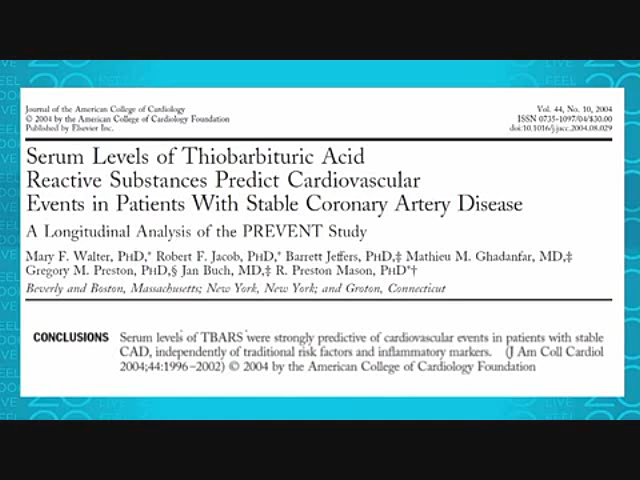 Journal of the American College of Cardiology
© 2004 by the American College of Cardiology Foundation
Published by Elsevier Inc.
Vol. 44, No. 10, 2004
ISSN 0735-1097/04/$30.00
doi:10.1016/j.jacc.2004.08.029
Serum Levels of Thiobarbituric Acid
Reactive Substances Predict Cardiovascular
Events in Patients With Stable Coronary Artery Disease
A Longitudinal Analysis of the PREVENT Study
Mary F. Walter, PHD,* Robert F. Jacob, PHD,* Barrett Jeffers, PHD,‡ Mathieu M. Ghadanfar, MD,‡
Gregory M. Preston, PHD,§ Jan Buch, MD,‡ R. Preston Mason, PHD*†
Beverly and Boston, Massachusetts; New York, New York; and Groton, Connecticut
CONCLUSIONS Serum levels of TBARS were strongly predictive of cardiovascular events in patients with stable
CAD, independently of traditional risk factors and inflammatory markers. (J Am Coll Cardiol
2004;44:1996–2002) © 2004 by the American College of Cardiology Foundation